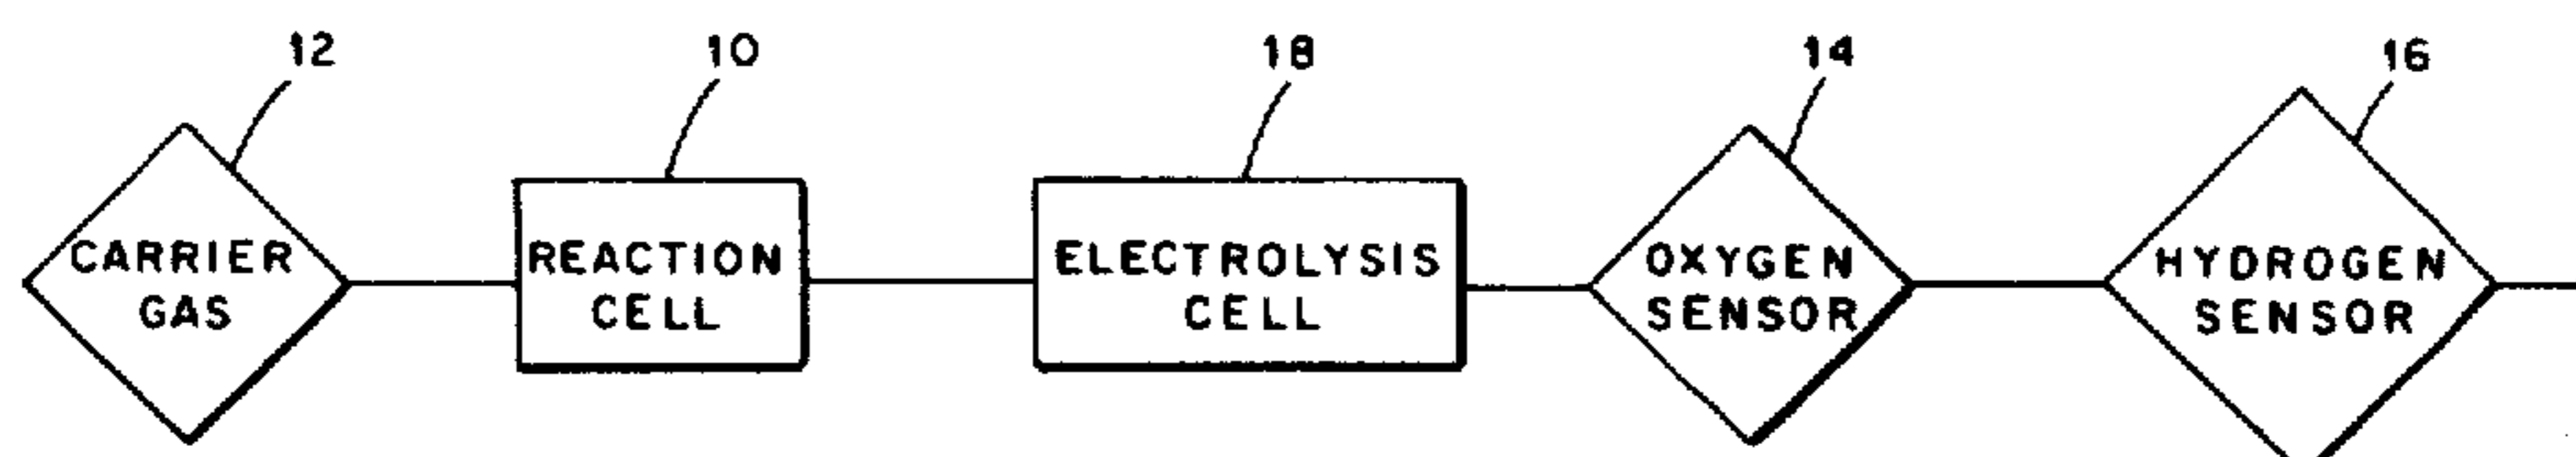 12
10
18
14
16
CARRIER
GAS
REACTION
CELL
ELECTROLYSIS
CELL
OXYGEN
SENSOR
HYDROGEN
SENSOR